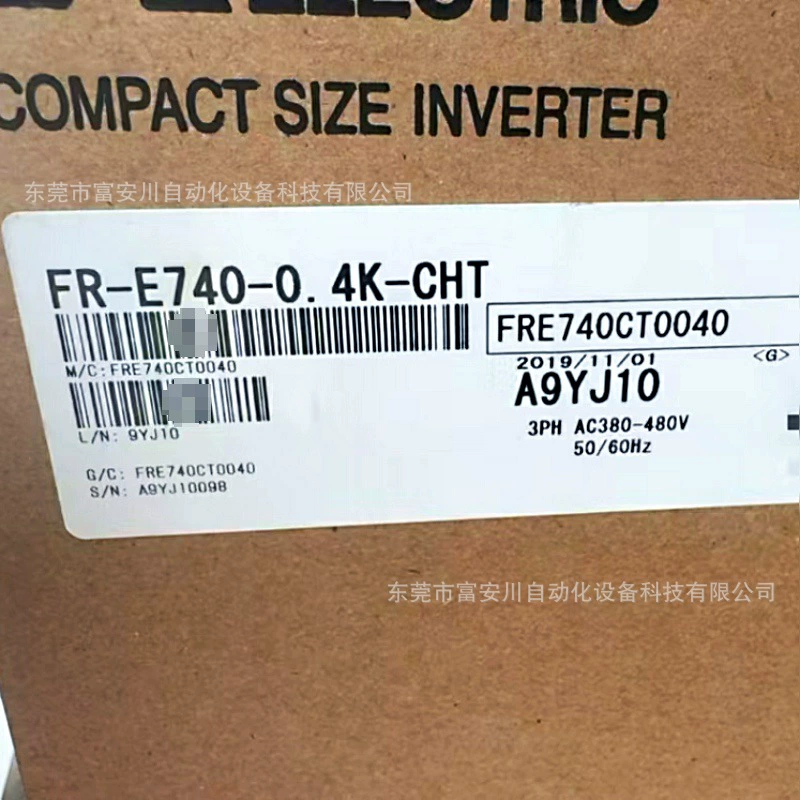 ELECTRIC
COMPACT SIZE INVERTER
东莞市富安川自动化设备科技有限公司
FR-E740-0.4K-CHT
FRE740CT0040
M/C:FRE740CT0040
2019/11/01
<G>
A9YJ10
L/N: 9YJ10
3PH AC380-480V
50/60Hz
G/C: FRE740CT0040
S/N: A9YJ10098
东莞市富安川自动化设备科技有限公司